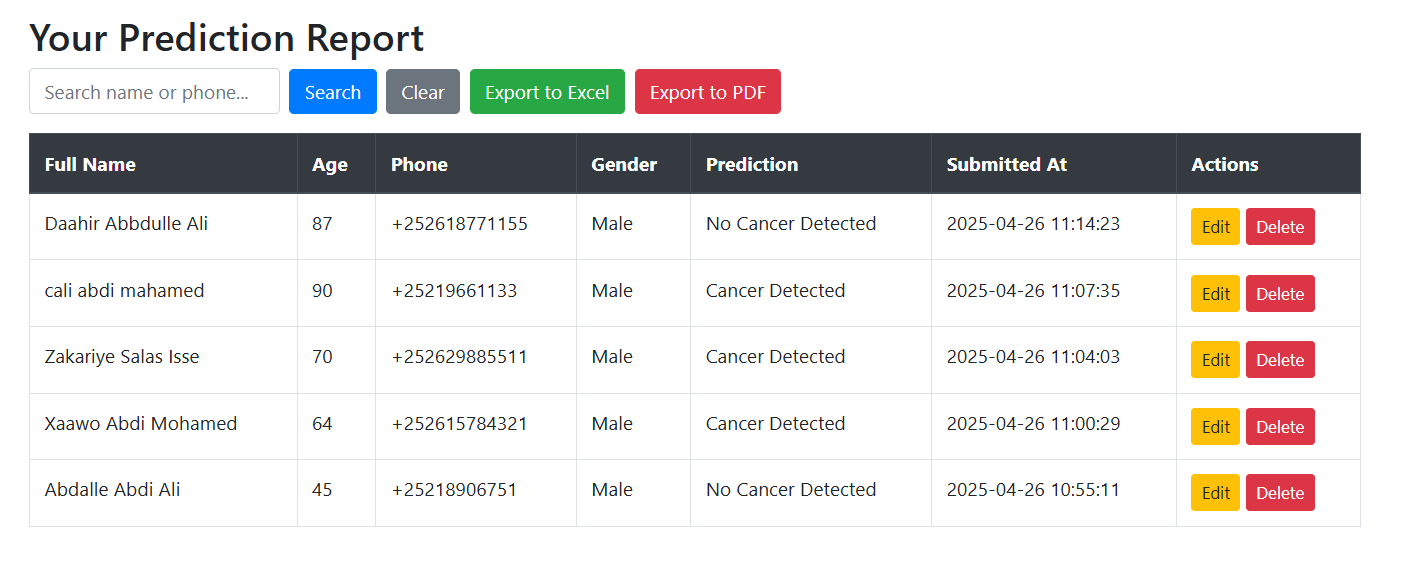 Your Prediction Report
Search name or phone... Search Clear Export to Excel Export to PDF
Full Name Age Phone Gender Prediction Submitted At Actions
Daahir Abbdulle Ali 87 +252618771155 Male No Cancer Detected 2025-04-26 11:14:23 Edit Delete
cali abdi mahamed 90 +25219661133 Male Cancer Detected 2025-04-26 11:07:35 Edit Delete
Zakariye Salas Isse 70 +252629885511 Male Cancer Detected 2025-04-26 11:04:03 Edit Delete
Xaawo Abdi Mohamed 64 +252615784321 Male Cancer Detected 2025-04-26 11:00:29 Edit Delete
Abdalle Abdi Ali 45 +25218906751 Male No Cancer Detected 2025-04-26 10:55:11 Edit Delete